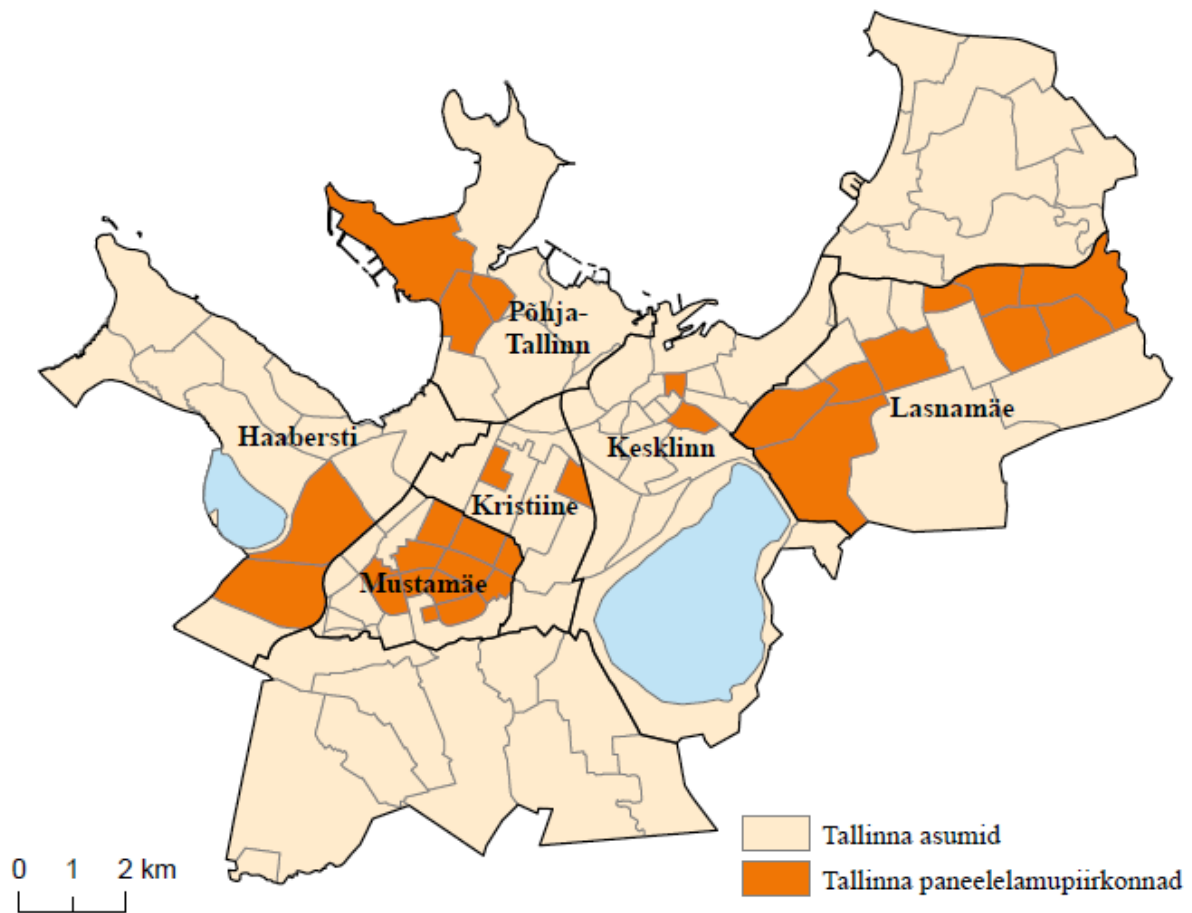 Põhja-
Tallinn
Haabersti
Kesklinn
Lasnamäe
Kristiine
Mustamäe
Tallinna asumid
Tallinna paneelelamupiirkonnad
0 1 2 km